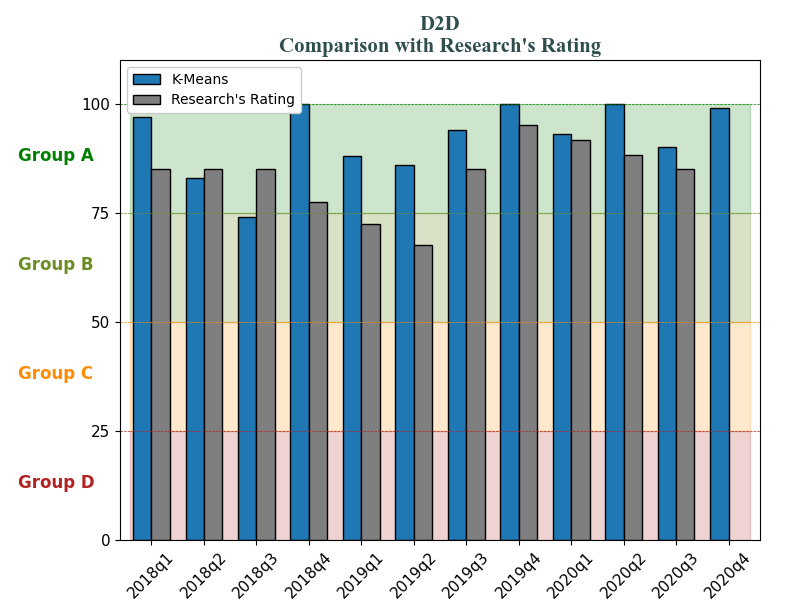 D2D
Comparison with Research's Rating
K-Means
Research's Rating
100
75
50
25
0
Group A
Group B
Group C
Group D
2018q1
2018q2
2018q3
2018q4
2019q1
2019q2
2019q3
2019q4
2020q1
2020q2
2020q3
2020q4